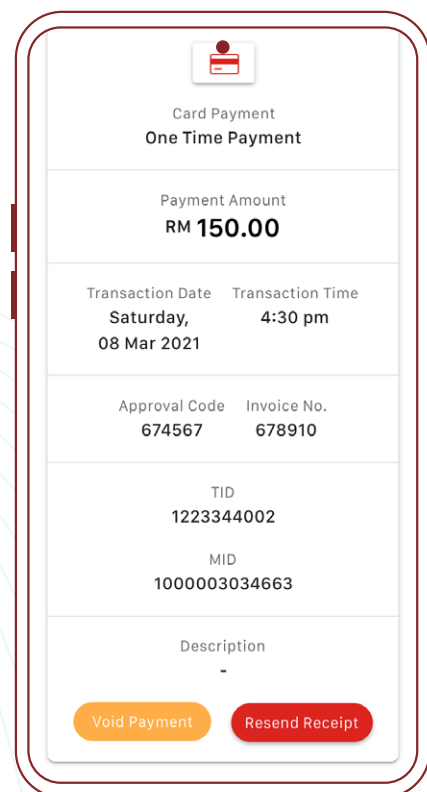 Card Payment
One Time Payment
Payment Amount
RM 150.00
Transaction Date Transaction Time
Saturday, 4:30 pm
08 Mar 2021
Approval Code Invoice No.
674567 678910
TID
1223344002
MID
1000003034663
Description
-
Void Payment Resend Receipt